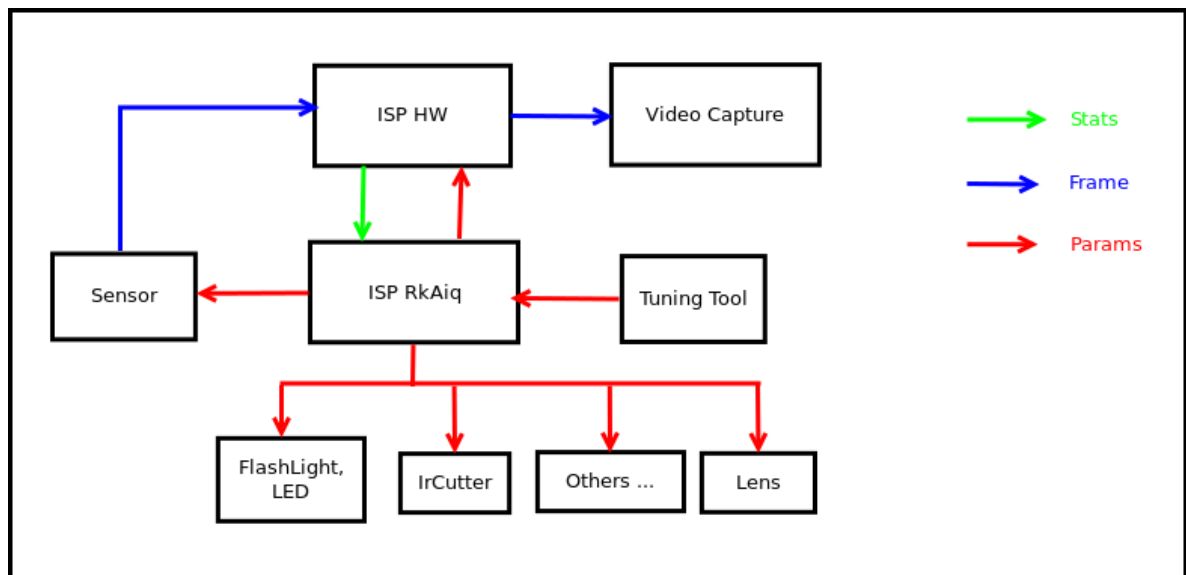 ISP HW
Video Capture
Stats
Frame
Params
Sensor
ISP RkAiq
Tuning Tool
FlashLight,
LED
IrCutter
Others ...
Lens